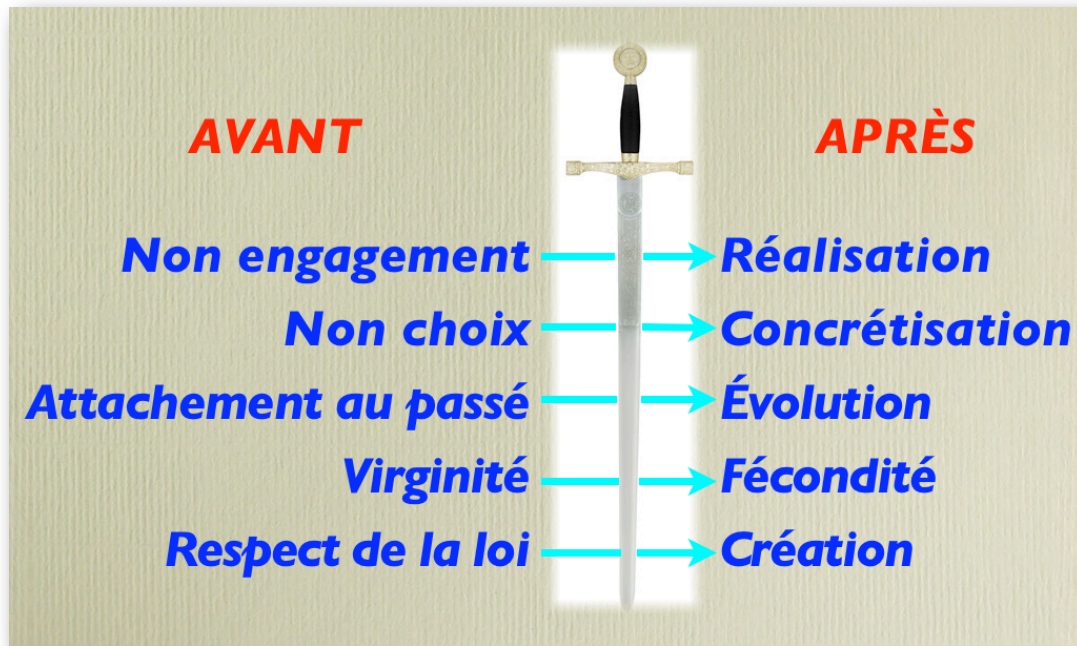 AVANT APRÈS
Non engagement Réalisation
Non choix Concrétisation
Attachement au passé Évolution
Virginité Fécondité
Respect de la loi Création